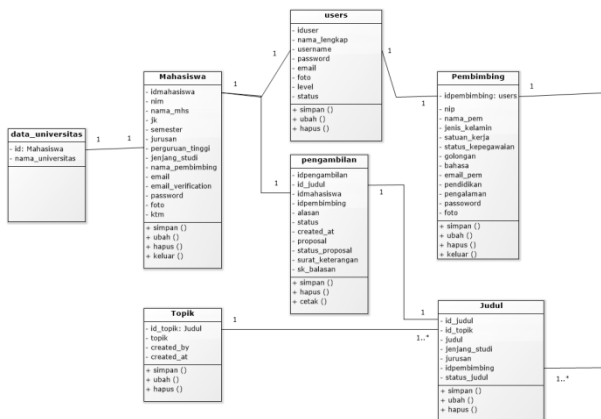 users
- iduser
- nama_lengkap
- username
- password
- email
- foto
- level
- status
+ simpan ()
+ ubah ()
+ hapus ()
1
1
Mahasiswa
- idmahasiswa
- nim
- nama_mhs
- jk
- semester
- jurusan
- perguruan_tinggi
- jenjang_studi
- nama_pembimbing
- email
- email_verification
- password
- foto
- ktm
+ simpan ()
+ ubah ()
+ hapus ()
+ keluar ()
1
1
Pembimbing
- idpembimbing: users
- nip
- nama_pem
- jenis_kelamin
- satuan_kerja
- status_kepegawaian
- golongan
- bahasa
- email_pem
- pendidikan
- pengalaman
- passoword
- foto
+ simpan ()
+ ubah ()
+ hapus ()
+ keluar ()
1
1
data_universitas
- id: Mahasiswa
- nama_universitas
1
1
pengambilan
- idpengambilan
- id_judul
- idmahasiswa
- idpembimbing
- alasan
- status
- created_at
- proposal
- status_proposal
- surat_keterangan
- sk_balasan
+ simpan ()
+ hapus ()
+ cetak ()
1
1
Topik
- id_topik: Judul
- topik
- created_by
- created_at
+ simpan ()
+ ubah ()
+ hapus ()
1
Judul
- id_judul
- id_topik
- judul
- jenjang_studi
- jurusan
- idpembimbing
- status_judul
+ simpan ()
+ ubah ()
+ hapus ()
1
1..*
1..*